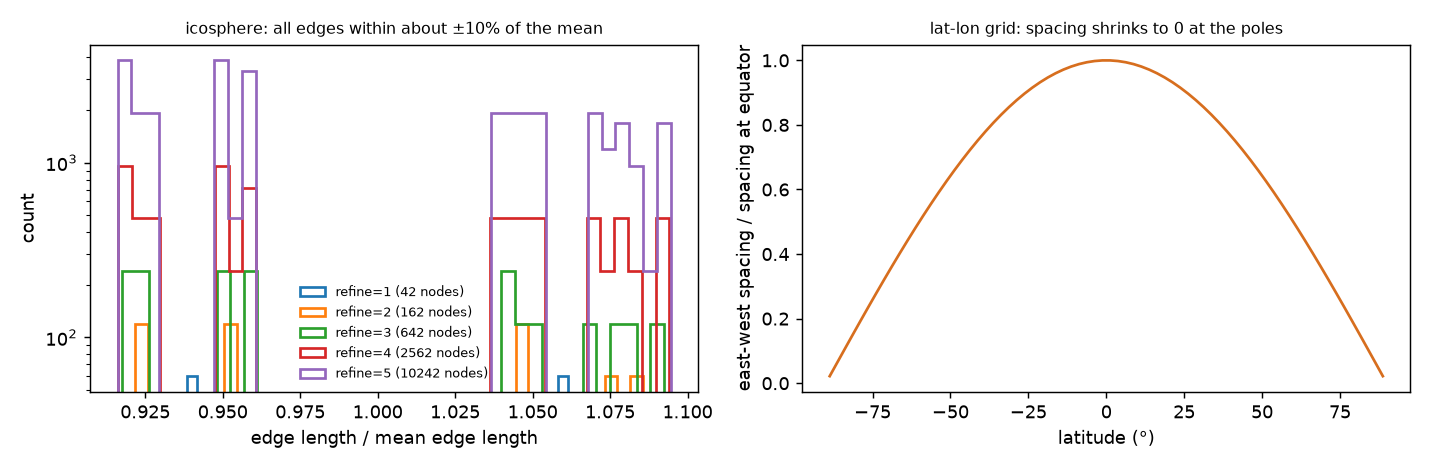 icosphere: all edges within about ±10% of the mean
count
10³
10²
refine=1 (42 nodes)
refine=2 (162 nodes)
refine=3 (642 nodes)
refine=4 (2562 nodes)
refine=5 (10242 nodes)
0.925 0.950 0.975 1.000 1.025 1.050 1.075 1.100
edge length / mean edge length
lat-lon grid: spacing shrinks to 0 at the poles
east-west spacing / spacing at equator
1.0
0.8
0.6
0.4
0.2
0.0
−75 −50 −25 0 25 50 75
latitude (°)